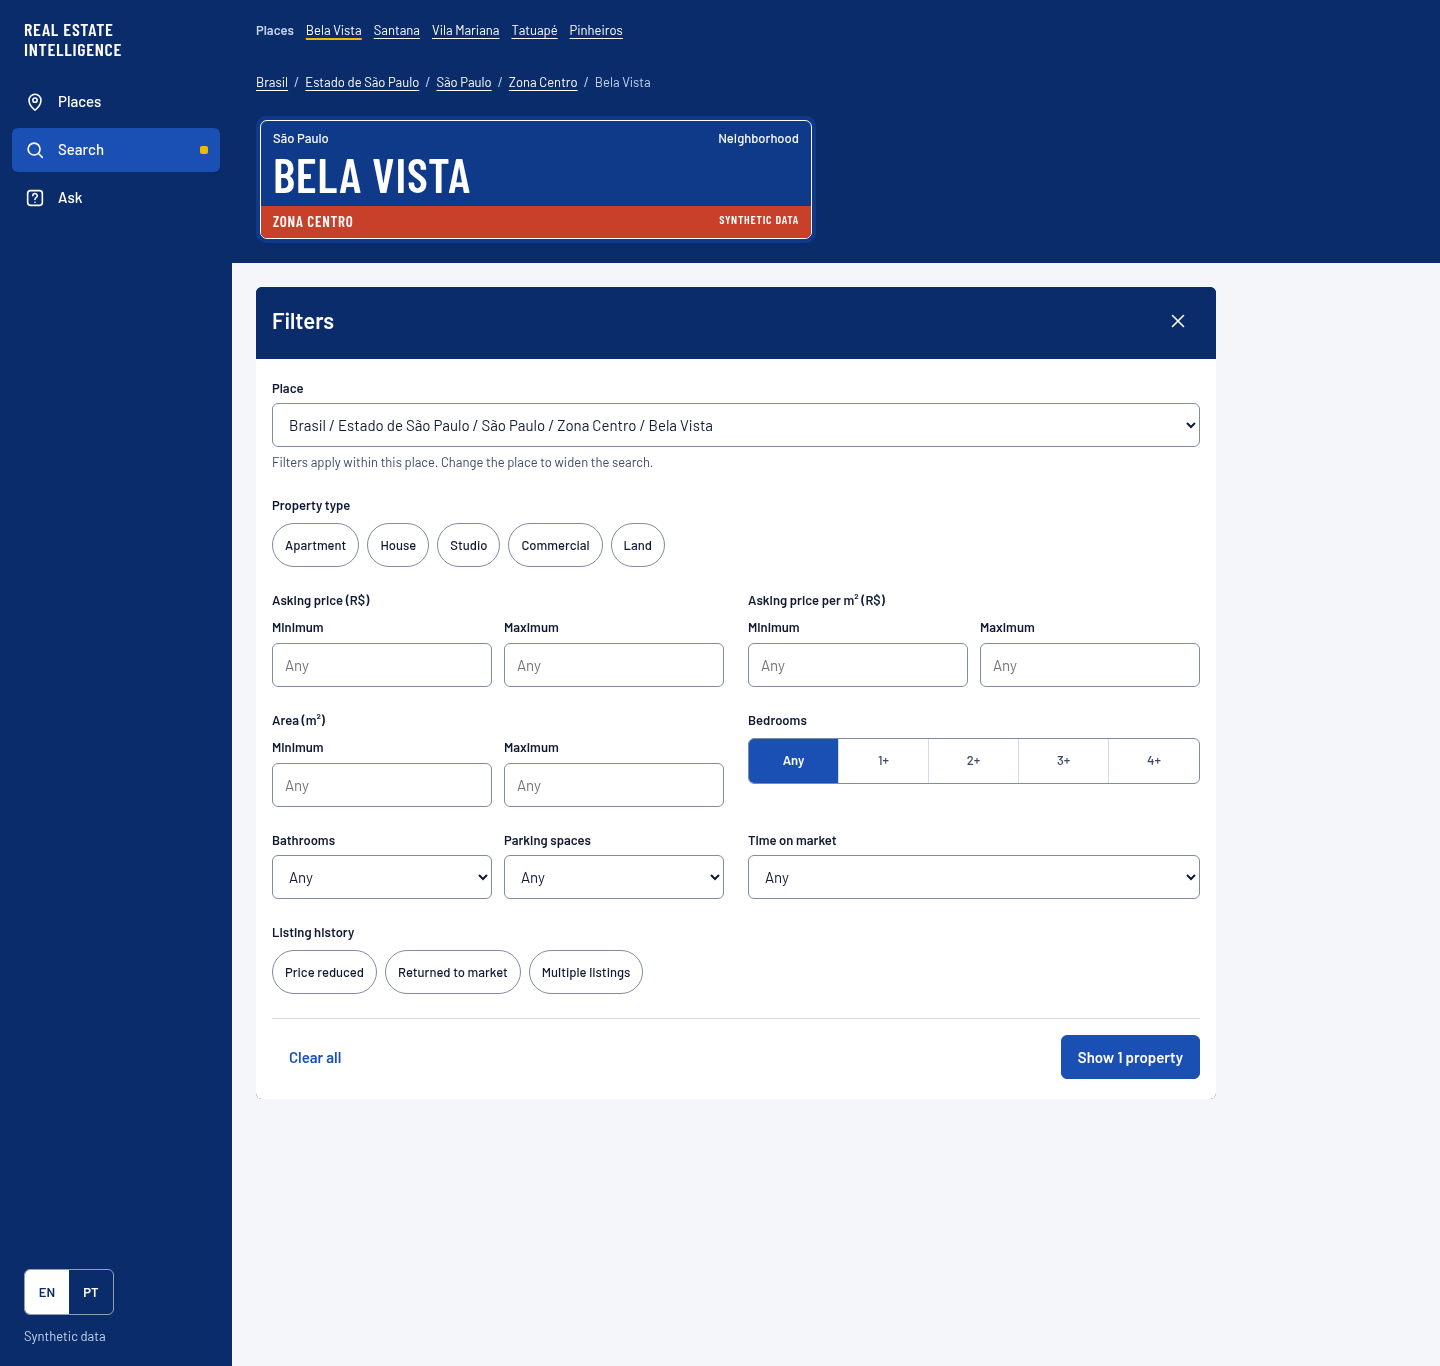 REAL ESTATE
INTELLIGENCE
Places
Search
Ask
EN PT
Synthetic data
Places Bela Vista Santana Vila Mariana Tatuapé Pinheiros
Brasil / Estado de São Paulo / São Paulo / Zona Centro / Bela Vista
São Paulo Neighborhood
BELA VISTA
ZONA CENTRO SYNTHETIC DATA
Filters
Place
Brasil / Estado de São Paulo / São Paulo / Zona Centro / Bela Vista
Filters apply within this place. Change the place to widen the search.
Property type
Apartment House Studio Commercial Land
Asking price (R$) Asking price per m² (R$)
Minimum Maximum Minimum Maximum
Any Any Any Any
Area (m²) Bedrooms
Minimum Maximum
Any 1+ 2+ 3+ 4+
Any Any
Bathrooms Parking spaces Time on market
Any Any Any
Listing history
Price reduced Returned to market Multiple listings
Clear all Show 1 property